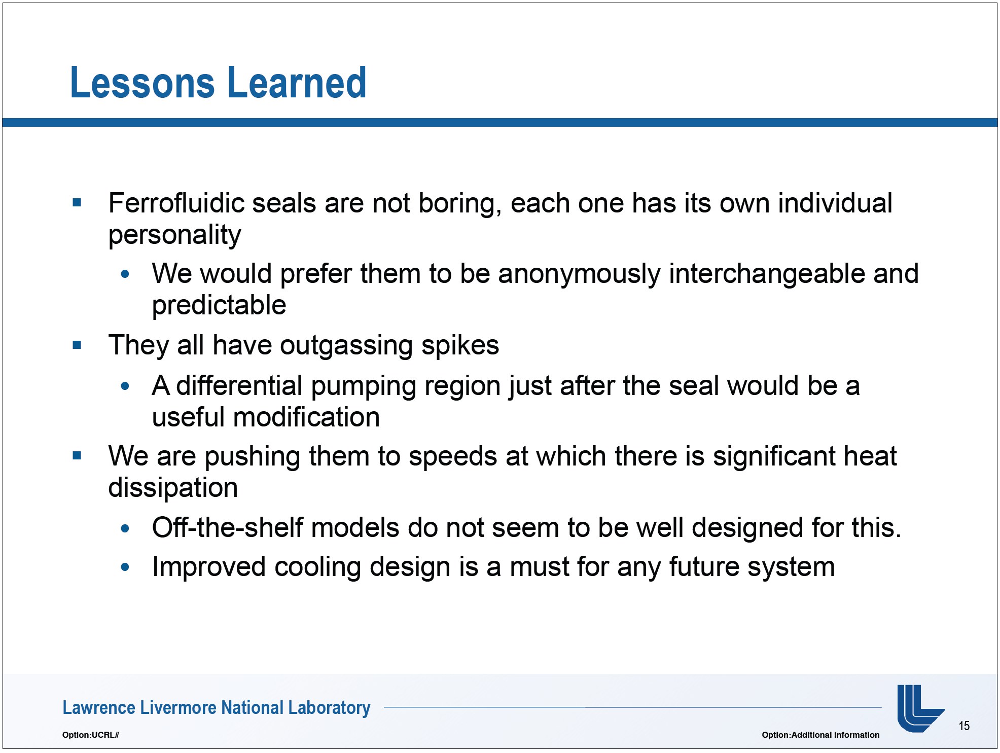 Lessons Learned
▪ Ferrofluidic seals are not boring, each one has its own individual
personality
• We would prefer them to be anonymously interchangeable and
predictable
▪ They all have outgassing spikes
• A differential pumping region just after the seal would be a
useful modification
▪ We are pushing them to speeds at which there is significant heat
dissipation
• Off-the-shelf models do not seem to be well designed for this.
• Improved cooling design is a must for any future system
Lawrence Livermore National Laboratory
Option:UCRL#
Option:Additional Information
15